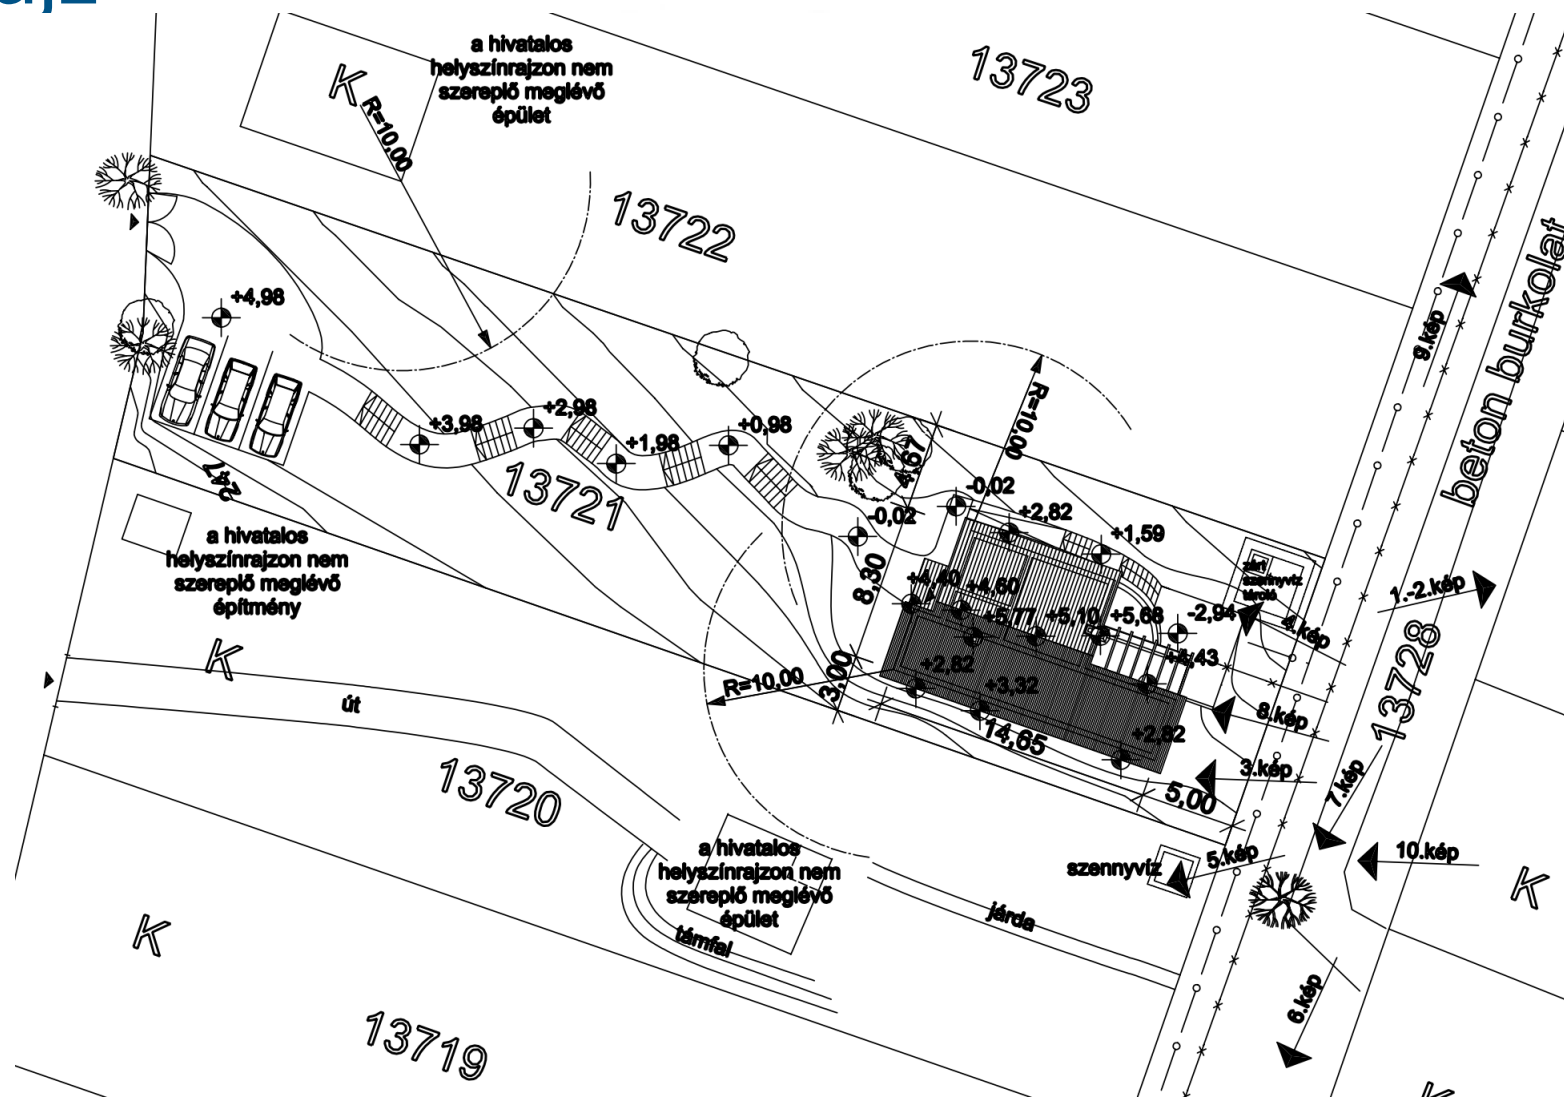 a hivatalos
helyszínrajzon nem
szereplő meglévő
épület
K
R=10,00
13723
13722
beton burkolat
9.kép
+4,98
+3,98
+2,98
+1,98
+0,98
4,67
R=10,00
-0,02
-0,02
+2,82
+1,59
13721
247
a hivatalos
helyszínrajzon nem
szereplő meglévő
építmény
8,30
+4,40
+4,60
+5,77
+5,10
+5,68
-2,94
zárt
szennyvíz
tároló
1.-2.kép
4.kép
13728
K
út
R=10,00
3,00
+2,82
+3,32
14,65
+2,82
8.kép
3.kép
7.kép
5,00
13720
a hivatalos
helyszínrajzon nem
szereplő meglévő
épület
támfal
járda
szennyvíz
5.kép
10.kép
K
K
6.kép
13719
K